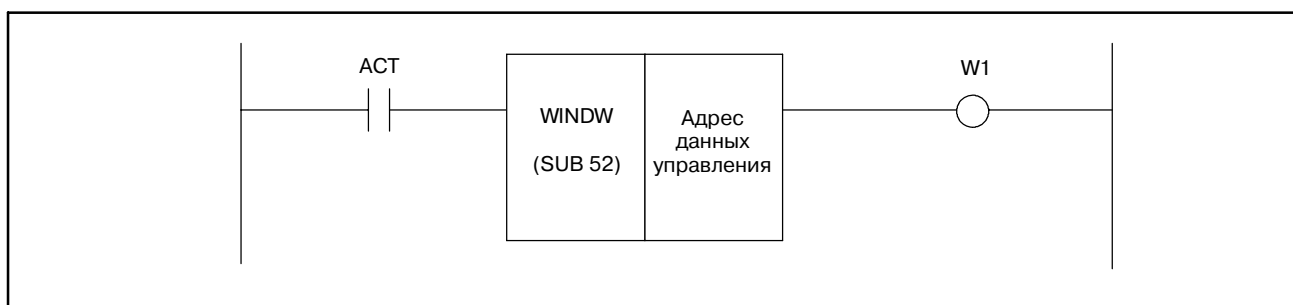 ACT
W1
WINDW
(SUB 52)
Адрес
данных
управления